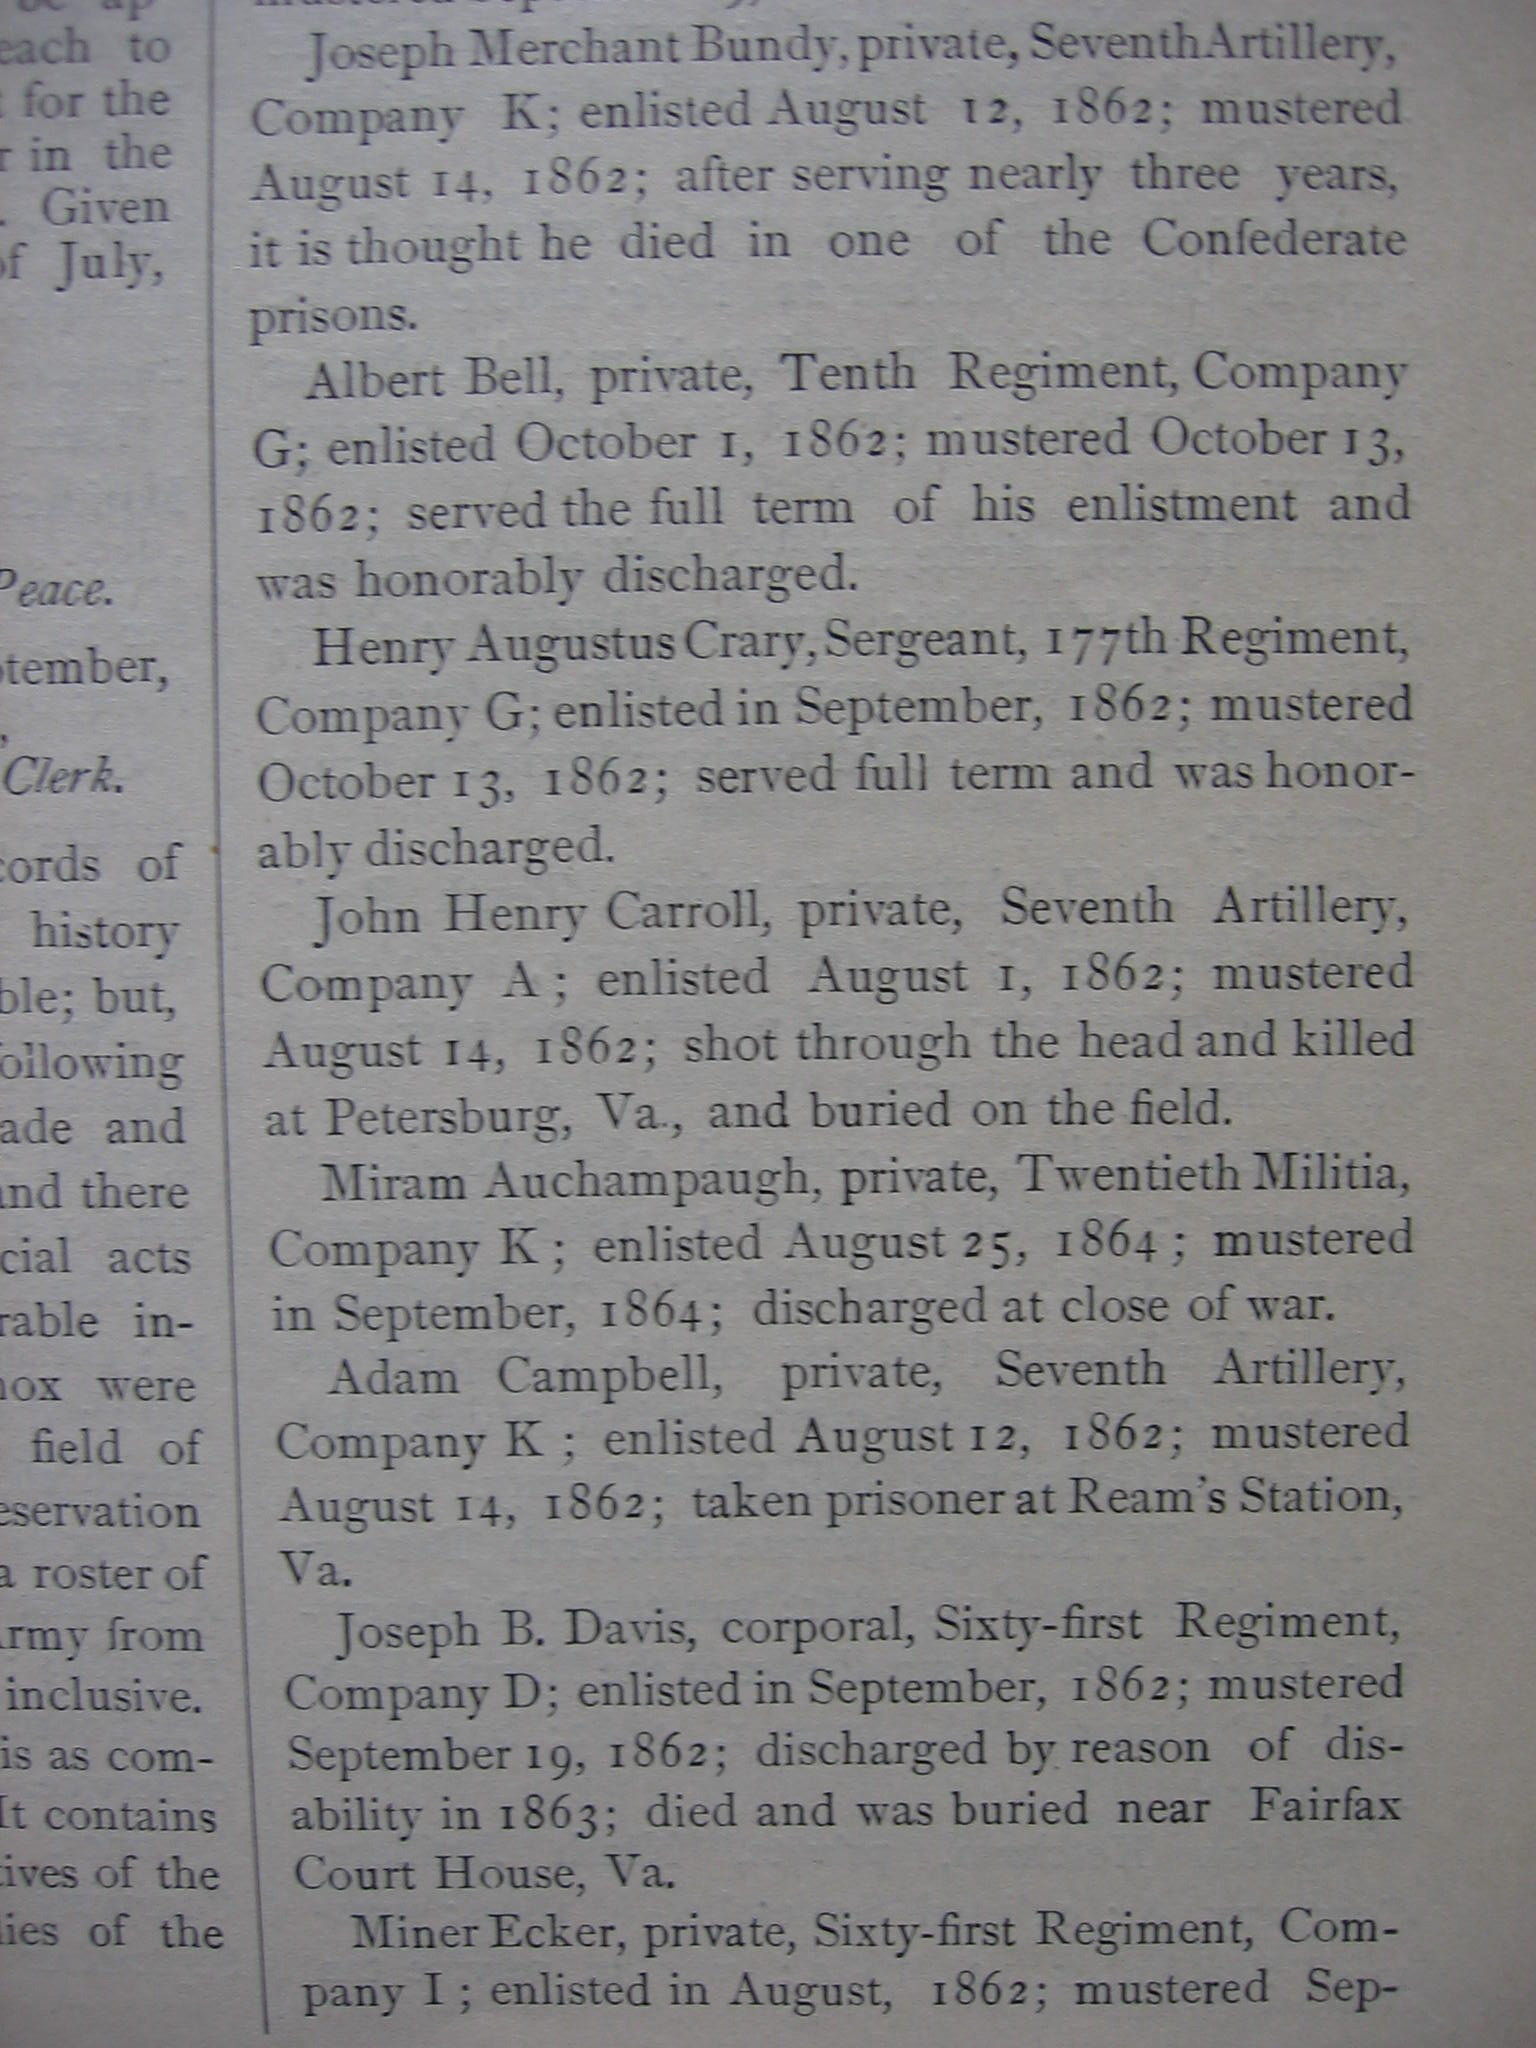 each to
for the
in the
Given
of July,
Peace.
tember,
Clerk.
cords of
history
ble; but,
ollowing
ade and
and there
cial acts
rable in-
nox were
field of
eservation
a roster of
Army from
inclusive.
is as com-
It contains
tives of the
lies of the
Joseph Merchant Bundy, private, Seventh Artillery,
Company K; enlisted August 12, 1862; mustered
August 14, 1862; after serving nearly three years,
it is thought he died in one of the Confederate
prisons.
Albert Bell, private, Tenth Regiment, Company
G; enlisted October 1, 1862; mustered October 13,
1862; served the full term of his enlistment and
was honorably discharged.
Henry Augustus Crary, Sergeant, 177th Regiment,
Company G; enlisted in September, 1862; mustered
October 13, 1862; served full term and was honor-
ably discharged.
John Henry Carroll, private, Seventh Artillery,
Company A; enlisted August 1, 1862; mustered
August 14, 1862; shot through the head and killed
at Petersburg, Va., and buried on the field.
Miram Auchampaugh, private, Twentieth Militia,
Company K; enlisted August 25, 1864; mustered
in September, 1864; discharged at close of war.
Adam Campbell, private, Seventh Artillery,
Company K; enlisted August 12, 1862; mustered
August 14, 1862; taken prisoner at Ream's Station,
Va.
Joseph B. Davis, corporal, Sixty-first Regiment,
Company D; enlisted in September, 1862; mustered
September 19, 1862; discharged by reason of dis-
ability in 1863; died and was buried near Fairfax
Court House, Va.
Miner Ecker, private, Sixty-first Regiment, Com-
pany I; enlisted in August, 1862; mustered Sep-